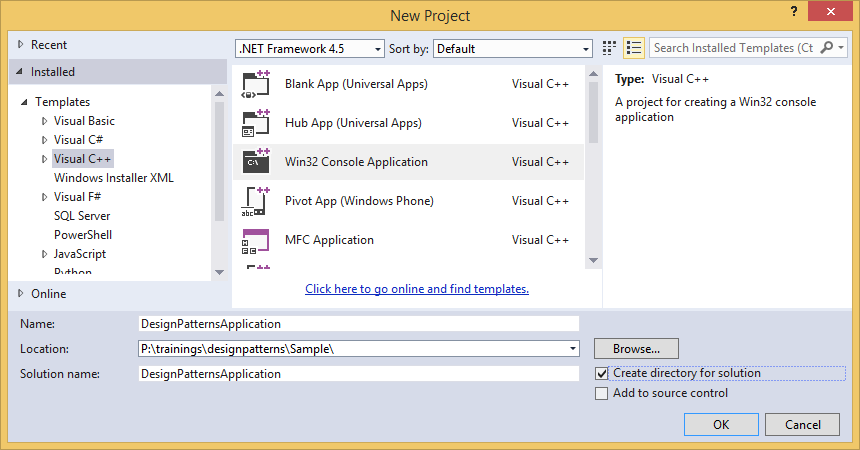 New Project
?
Recent
.NET Framework 4.5
Sort by:
Default
Search Installed Templates (Ct
Installed
Templates
Visual Basic
Visual C#
Visual C++
Windows Installer XML
Visual F#
SQL Server
PowerShell
JavaScript
Python
Online
Blank App (Universal Apps) Visual C++
Hub App (Universal Apps) Visual C++
Win32 Console Application Visual C++
Pivot App (Windows Phone) Visual C++
MFC Application Visual C++
Click here to go online and find templates.
Type: Visual C++
A project for creating a Win32 console
application
Name: DesignPatternsApplication
Location: P:\trainings\designpatterns\Sample\ Browse...
Solution name: DesignPatternsApplication
Create directory for solution
Add to source control
OK Cancel